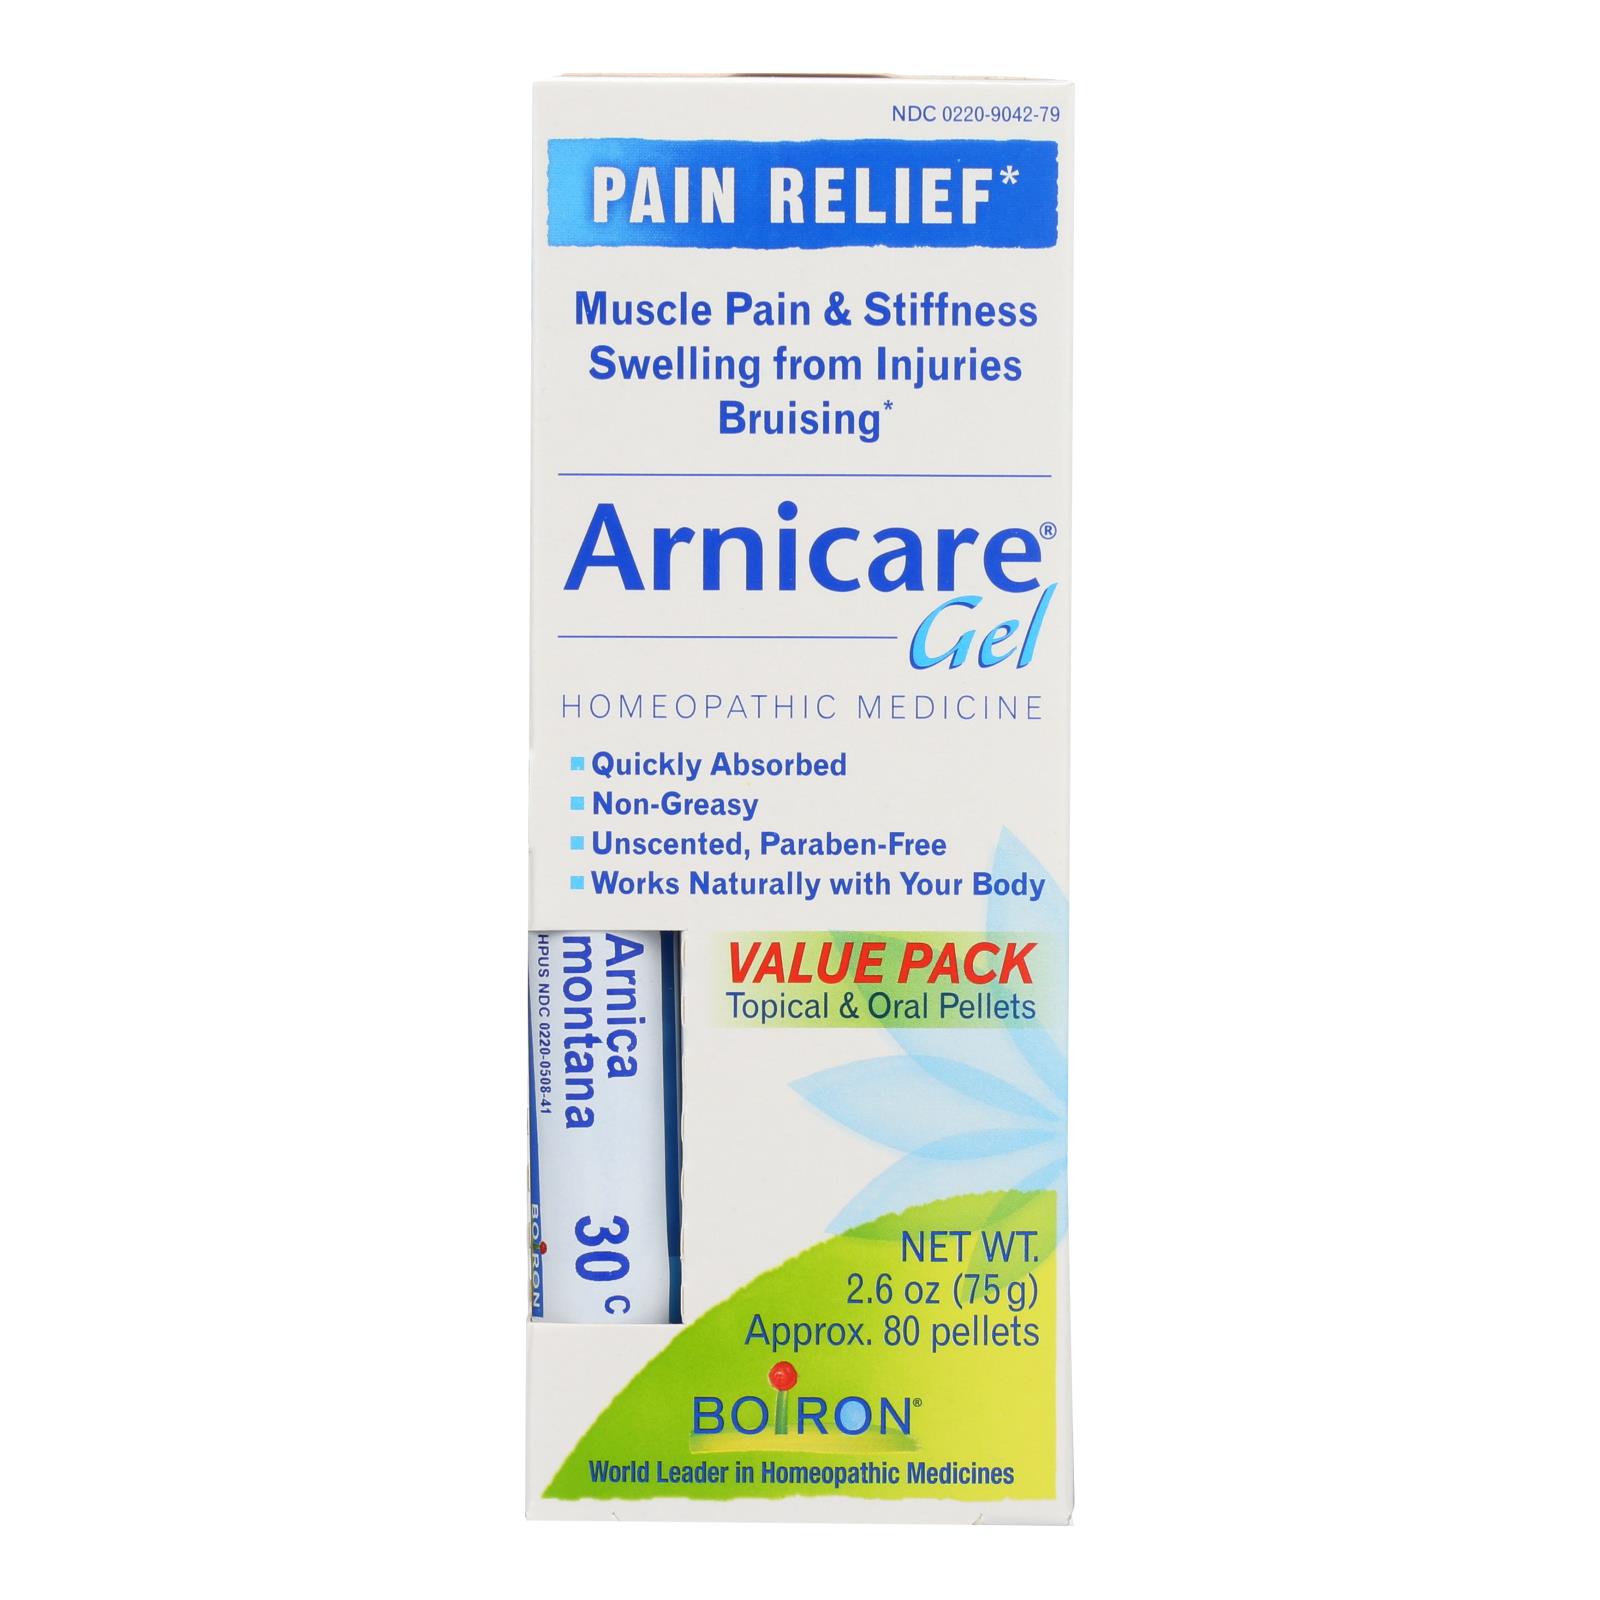 NDC 0220-9042-79
PAIN RELIEF*
Muscle Pain & Stiffness
Swelling from Injuries
Bruising*
Arnicare®
Gel
HOMEOPATHIC MEDICINE
Quickly Absorbed
Non-Greasy
Unscented, Paraben-Free
Works Naturally with Your Body
VALUE PACK
Topical & Oral Pellets
Arnica
montana 30 C
HPUS NDC 0220-0508-41
BOIRON
NET WT.
2.6 oz (75 g)
Approx. 80 pellets
BOIRON®
World Leader in Homeopathic Medicines